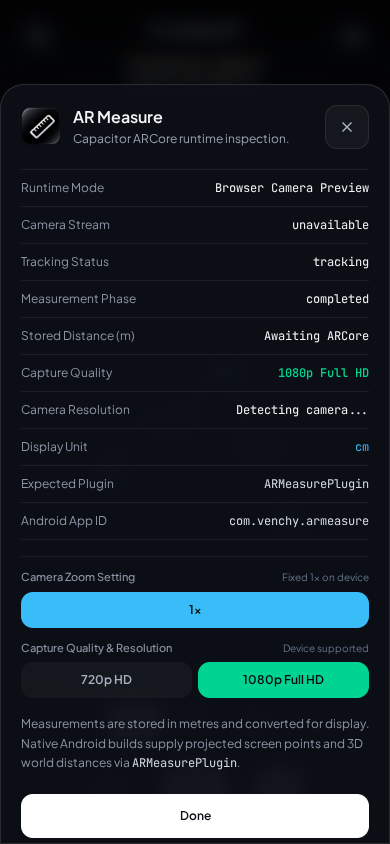 AR Measure
Capacitor ARCore runtime inspection.
Runtime Mode Browser Camera Preview
Camera Stream unavailable
Tracking Status tracking
Measurement Phase completed
Stored Distance (m) Awaiting ARCore
Capture Quality 1080p Full HD
Camera Resolution Detecting camera...
Display Unit cm
Expected Plugin ARMeasurePlugin
Android App ID com.venchy.armeasure
Camera Zoom Setting Fixed 1x on device
1x
Capture Quality & Resolution Device supported
720p HD 1080p Full HD
Measurements are stored in metres and converted for display.
Native Android builds supply projected screen points and 3D
world distances via ARMeasurePlugin.
Done